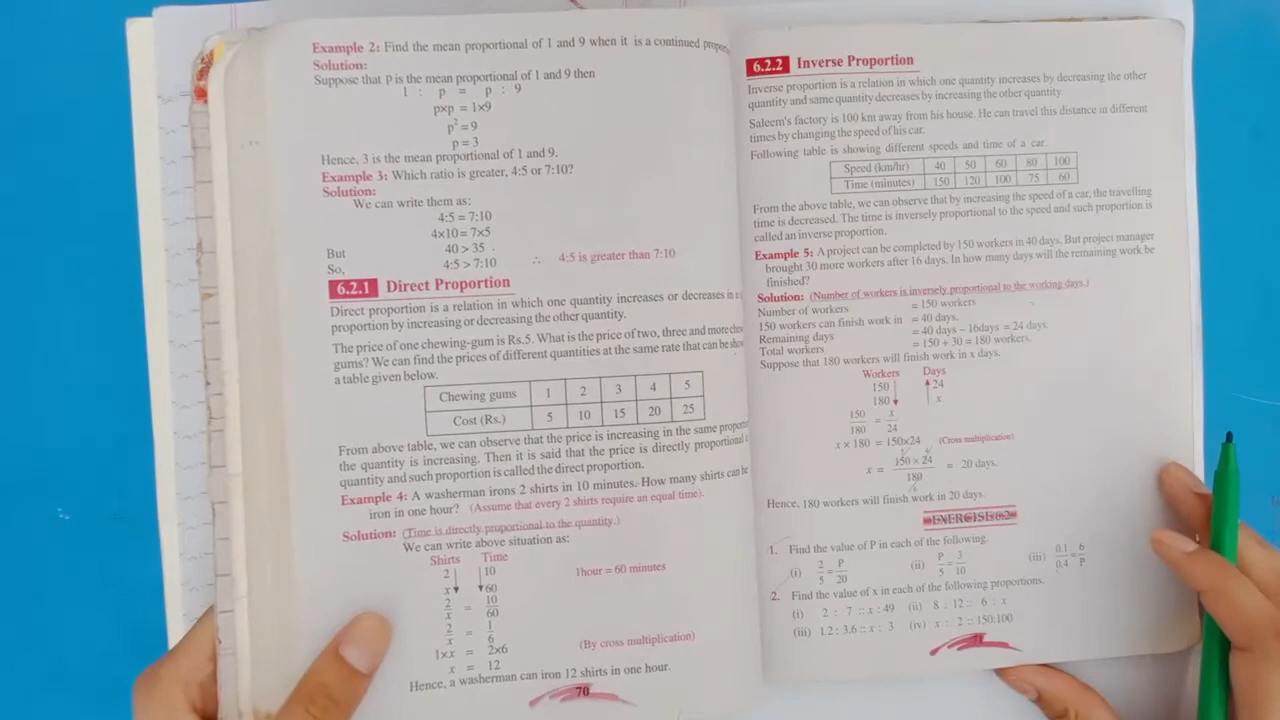 Example 2: Find the mean proportional of 1 and 9 when it is a continued
Solution:
Suppose that P is the mean proportional of 1 and 9 then
1 : p = p : 9
p×p = 1×9
p² = 9
p = 3
Hence, 3 is the mean proportional of 1 and 9.
Example 3: Which ratio is greater, 4:5 or 7:10?
Solution:
We can write them as:
4:5 = 7:10
4×10 = 7×5
But 40 > 35
So, 4:5 > 7:10 ∴ 4:5 is greater than 7:10
6.2.1 Direct Proportion
Direct proportion is a relation in which one quantity increases or decreases in
proportion by increasing or decreasing the other quantity.
The price of one chewing-gum is Rs.5. What is the price of two, three and more
gums? We can find the prices of different quantities at the same rate that can be
a table given below.
Chewing gums 1 2 3 4 5
Cost (Rs.) 5 10 15 20 25
From above table, we can observe that the price is increasing in the same
the quantity is increasing. Then it is said that the price is directly proportional
quantity and such proportion is called the direct proportion.
Example 4: A washerman irons 2 shirts in 10 minutes. How many shirts can be
iron in one hour? (Assume that every 2 shirts require an equal time).
Solution: (Time is directly proportional to the quantity.)
We can write above situation as:
Shirts Time
2 10 1hour = 60 minutes
x 60
2/x = 10/60
2/x = 1/6
1×x = 2×6 (By cross multiplication)
x = 12
Hence, a washerman can iron 12 shirts in one hour.
70
6.2.2 Inverse Proportion
Inverse proportion is a relation in which one quantity increases by decreasing the other
quantity and same quantity decreases by increasing the other quantity.
Saleem's factory is 100 km away from his house. He can travel this distance in different
times by changing the speed of his car.
Following table is showing different speeds and time of a car.
Speed (km/hr) 40 50 60 80 100
Time (minutes) 150 120 100 75 60
From the above table, we can observe that by increasing the speed of a car, the travelling
time is decreased. The time is inversely proportional to the speed and such proportion is
called an inverse proportion.
Example 5: A project can be completed by 150 workers in 40 days. But project manager
brought 30 more workers after 16 days. In how many days will the remaining work be
finished?
Solution: (Number of workers is inversely proportional to the working days.)
Number of workers = 150 workers
150 workers can finish work in = 40 days.
Remaining days = 40 days – 16days = 24 days.
Total workers = 150 + 30 = 180 workers.
Suppose that 180 workers will finish work in x days.
Workers Days
150 24
180 x
150/180 = x/24
x × 180 = 150×24 (Cross multiplication)
x = 150 × 24/180 = 20 days.
Hence, 180 workers will finish work in 20 days.
EXERCISE 6.2
1. Find the value of P in each of the following.
(i) 2/5 = P/20 (ii) P/5 = 3/10 (iii) 0.1/0.4 = 6/P
2. Find the value of x in each of the following proportions.
(i) 2 : 7 :: x : 49 (ii) 8 : 12 :: 6 : x
(iii) 1.2 : 3.6 :: x : 3 (iv) x : 2 :: 150:100